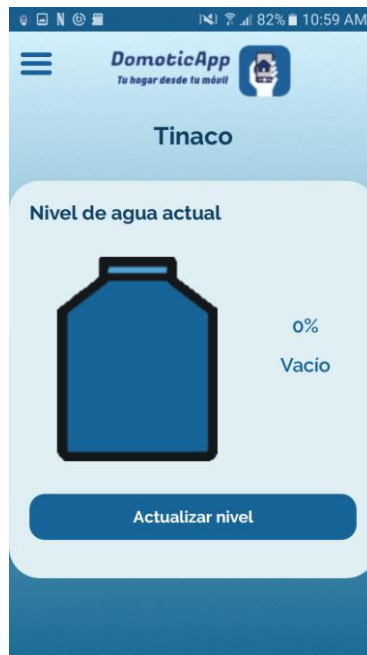 82% 10:59 AM
DomoticApp
Tu hogar desde tu móvil
Tinaco
Nivel de agua actual
0%
Vacío
Actualizar nivel